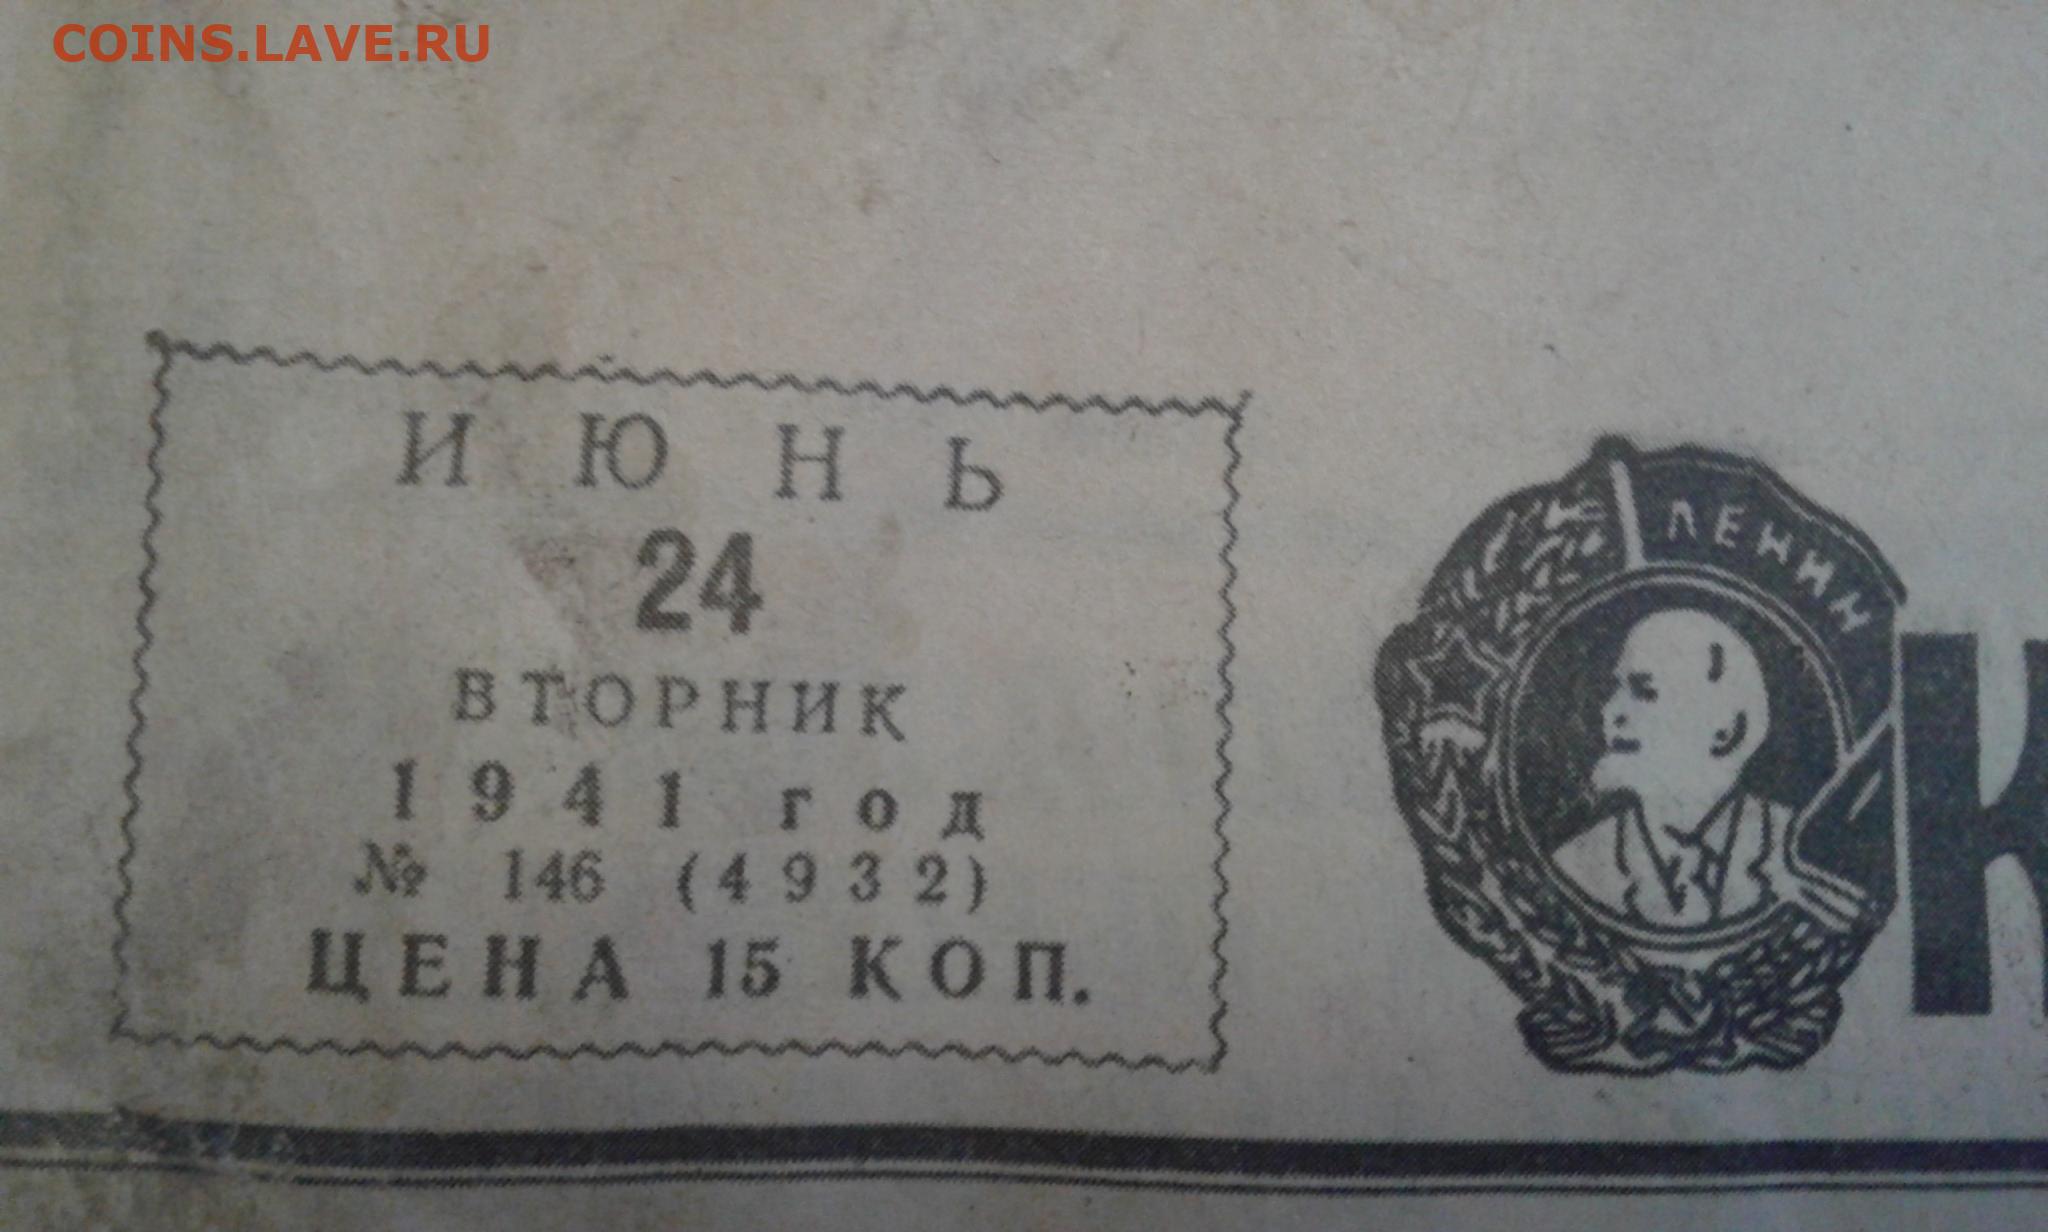 COINS.LAVE.RU
ИЮНЬ
24
ВТОРНИК
1941 год
№ 146 (4932)
ЦЕНА 15 КОП.
ЛЕНИН
К